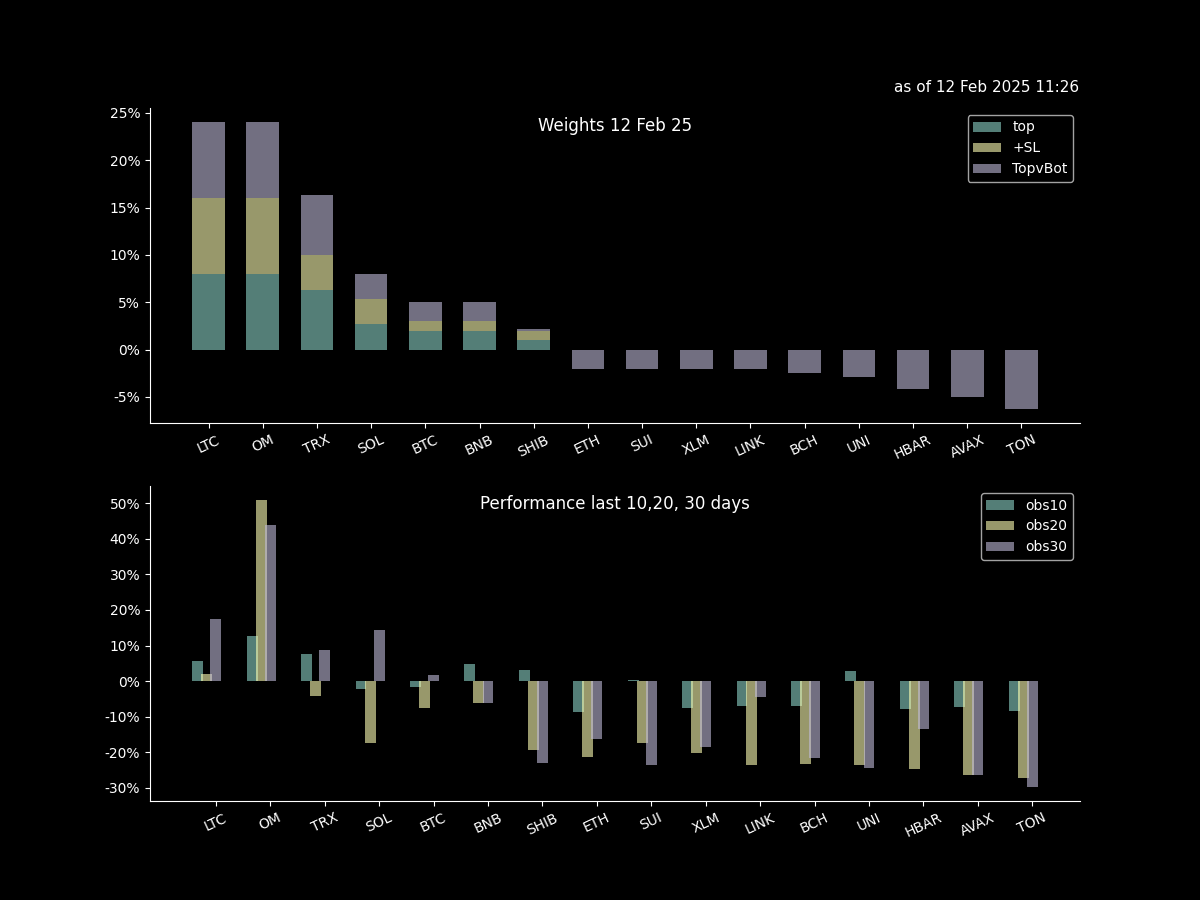 as of 12 Feb 2025 11:26
Weights 12 Feb 25
top
+SL
TopvBot
25%
20%
15%
10%
5%
0%
-5%
LTC OM TRX SOL BTC BNB SHIB ETH SUI XLM LINK BCH UNI HBAR AVAX TON
Performance last 10,20, 30 days
obs10
obs20
obs30
50%
40%
30%
20%
10%
0%
-10%
-20%
-30%
LTC OM TRX SOL BTC BNB SHIB ETH SUI XLM LINK BCH UNI HBAR AVAX TON